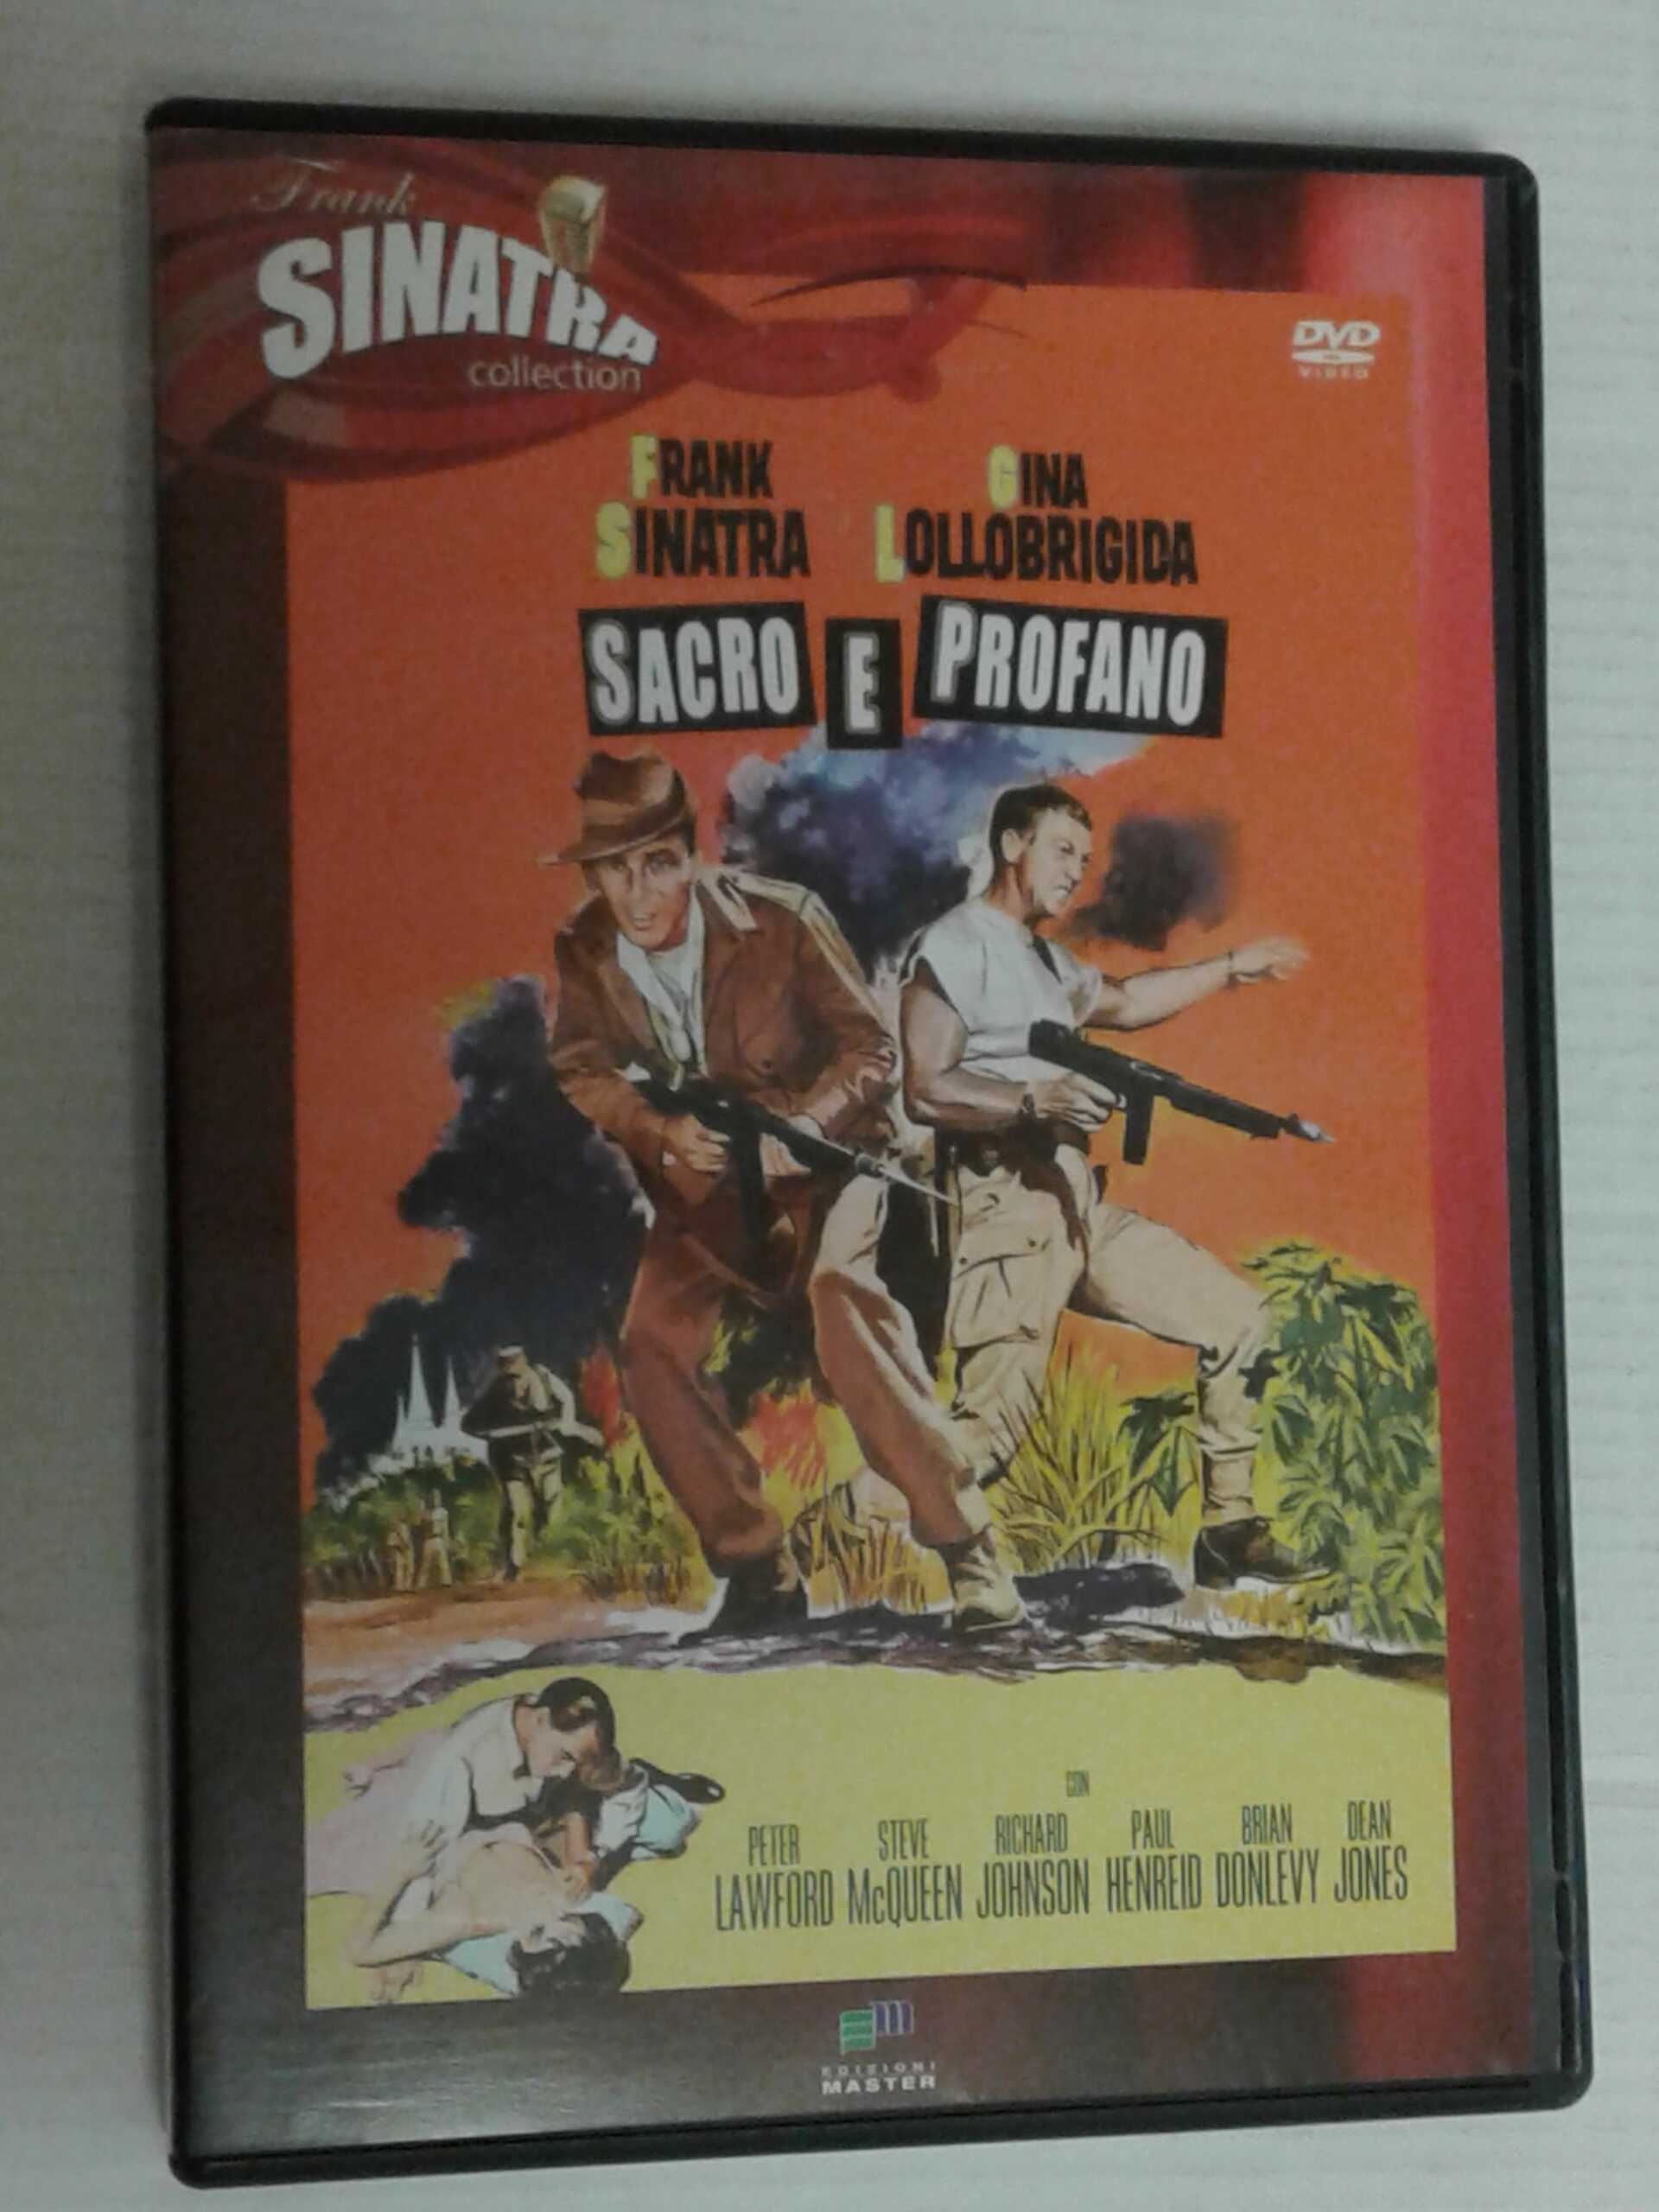 Frank
SINATRA
collection
DVD
VIDEO
FRANK
SINATRA
GINA
LOLLOBRIGIDA
SACRO E PROFANO
CON
PETER
LAWFORD
STEVE
McQUEEN
RICHARD
JOHNSON
PAUL
HENREID
BRIAN
DONLEVY
DEAN
JONES
em
EDIZIONI
MASTER